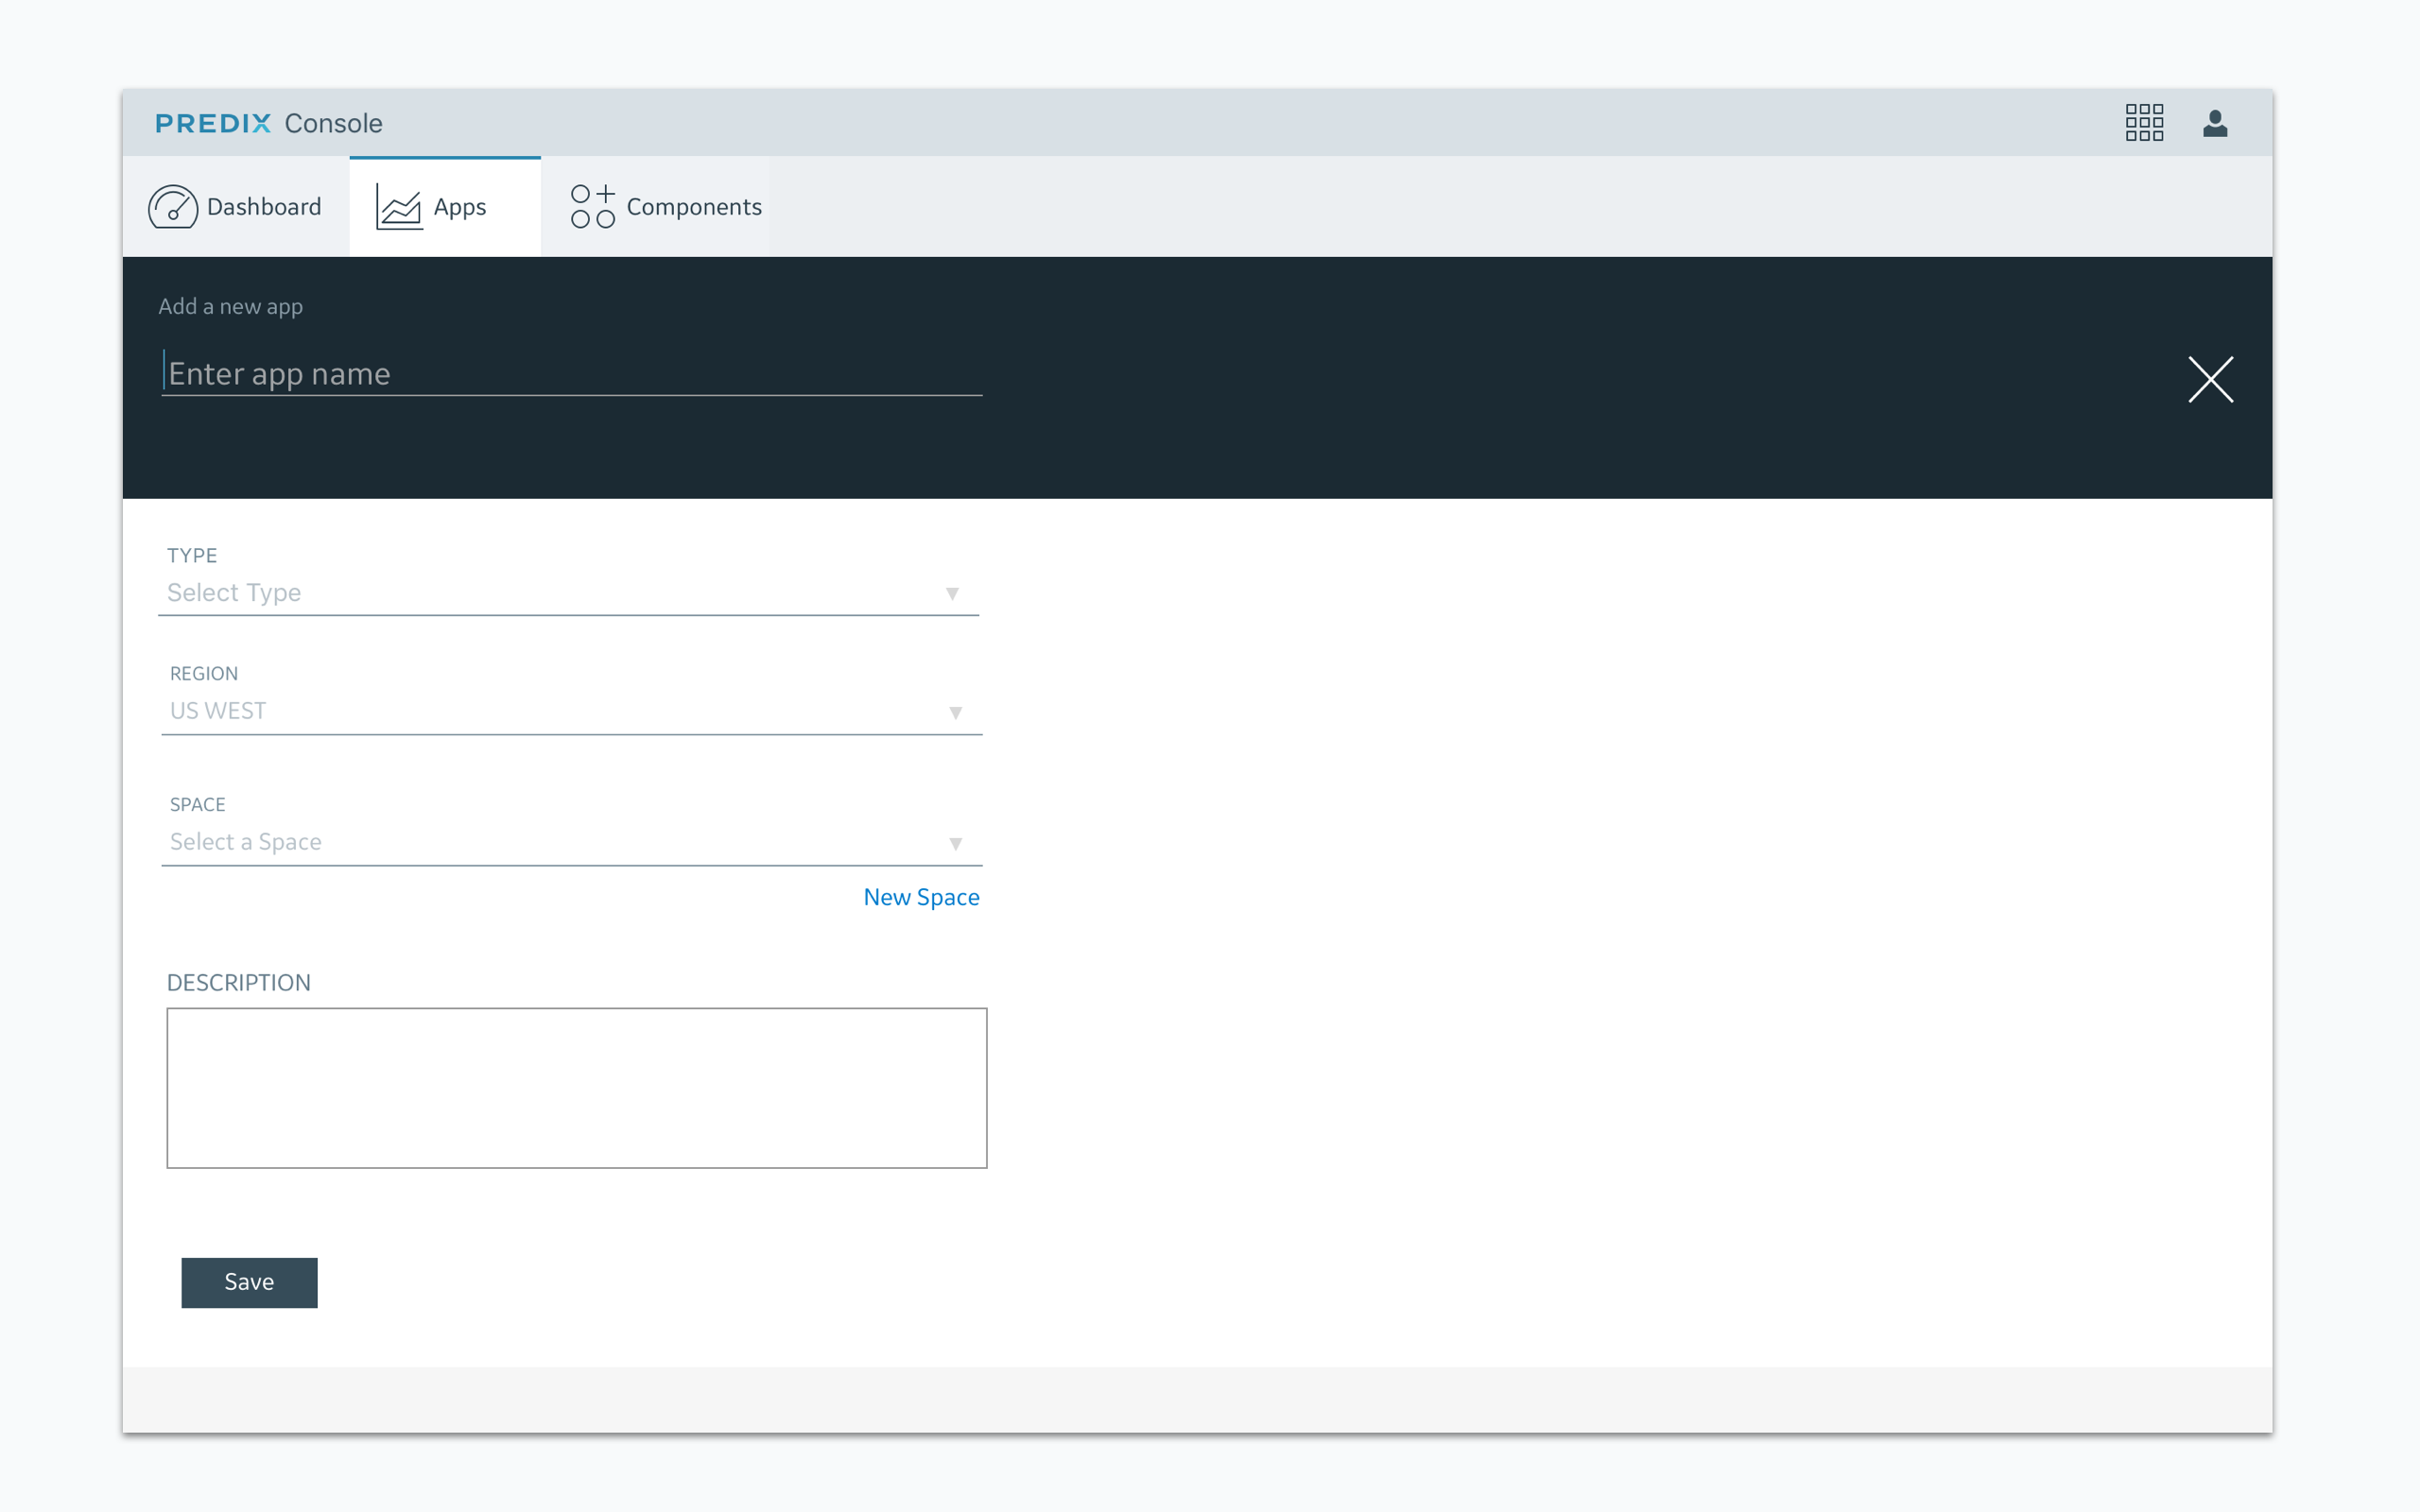 PREDIX Console
Dashboard
Apps
Components
Add a new app
Enter app name
TYPE
Select Type
REGION
US WEST
SPACE
Select a Space
New Space
DESCRIPTION
Save